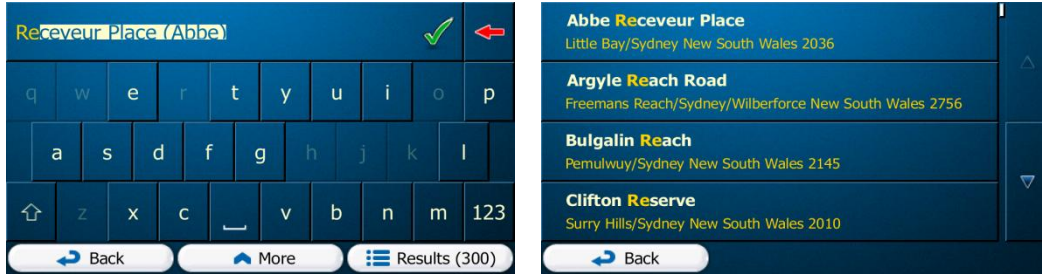 Receveur Place (Abbe)
q w e r t y u i o p
a s d f g h j k l
z x c v b n m 123
Back More Results (300)
Abbe Receveur Place
Little Bay/Sydney New South Wales 2036
Argyle Reach Road
Freemans Reach/Sydney/Wilberforce New South Wales 2756
Bulgalin Reach
Pemulwuy/Sydney New South Wales 2145
Clifton Reserve
Surry Hills/Sydney New South Wales 2010
Back